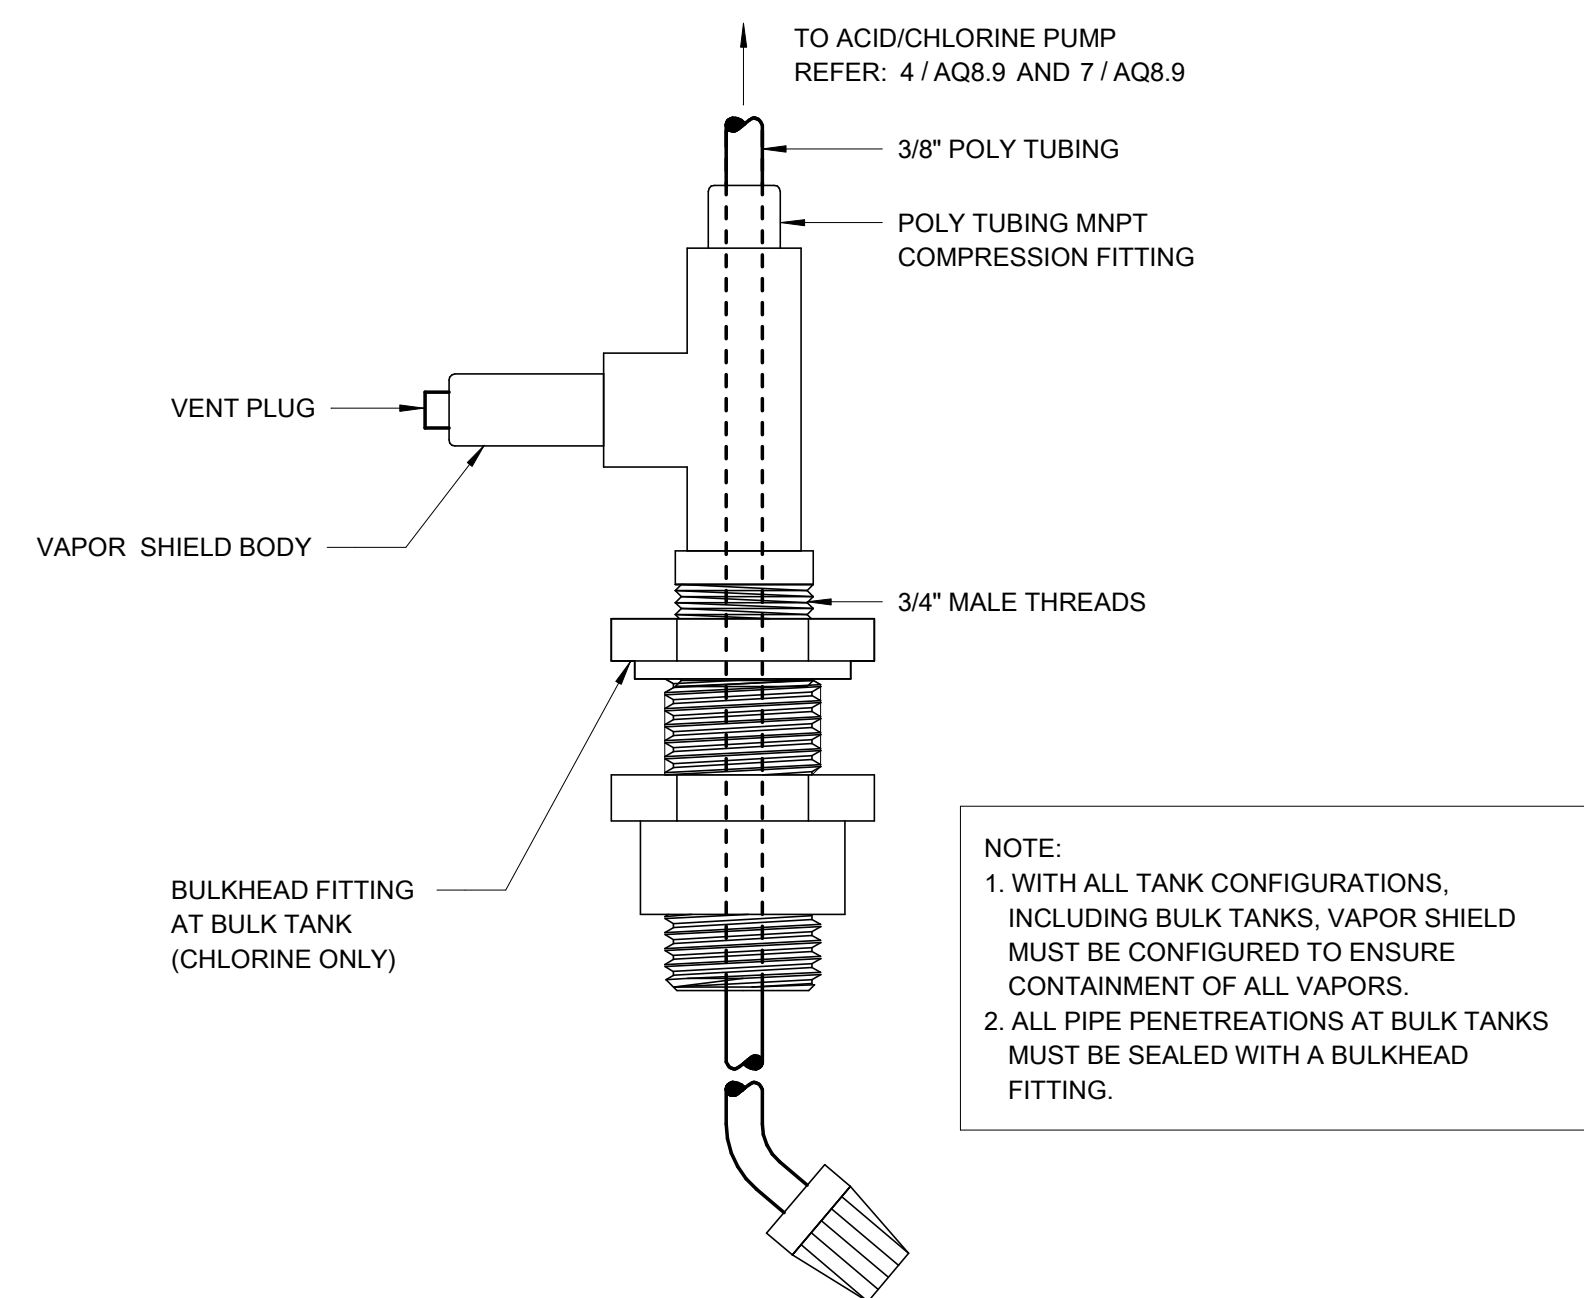 TO ACID/CHLORINE PUMP
REFER: 4 / AQ8.9 AND 7 / AQ8.9
3/8" POLY TUBING
POLY TUBING MNPT
COMPRESSION FITTING
VENT PLUG
VAPOR SHIELD BODY
3/4" MALE THREADS
BULKHEAD FITTING
AT BULK TANK
(CHLORINE ONLY)
NOTE:
1. WITH ALL TANK CONFIGURATIONS,
INCLUDING BULK TANKS, VAPOR SHIELD
MUST BE CONFIGURED TO ENSURE
CONTAINMENT OF ALL VAPORS.
2. ALL PIPE PENETREATIONS AT BULK TANKS
MUST BE SEALED WITH A BULKHEAD
FITTING.